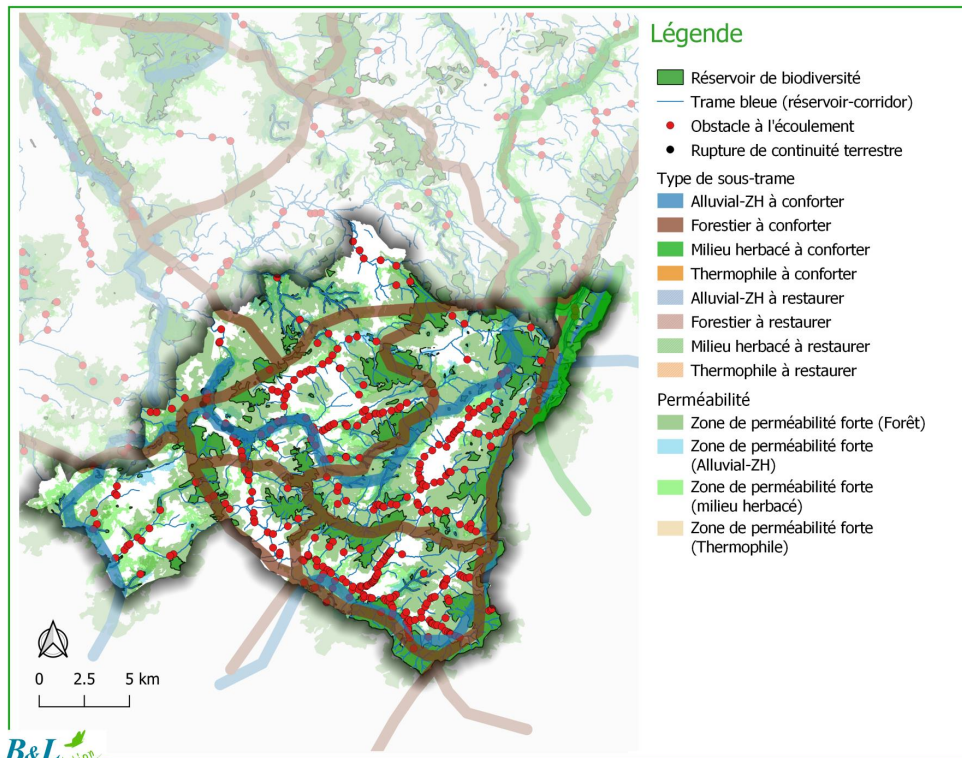 Légende
Réservoir de biodiversité
Trame bleue (réservoir-corridor)
Obstacle à l'écoulement
Rupture de continuité terrestre
Type de sous-trame
Alluvial-ZH à conforter
Forestier à conforter
Milieu herbacé à conforter
Thermophile à conforter
Alluvial-ZH à restaurer
Forestier à restaurer
Milieu herbacé à restaurer
Thermophile à restaurer
Perméabilité
Zone de perméabilité forte (Forêt)
Zone de perméabilité forte
(Alluvial-ZH)
Zone de perméabilité forte
(milieu herbacé)
Zone de perméabilité forte
(Thermophile)
0 2.5 5 km
B&L